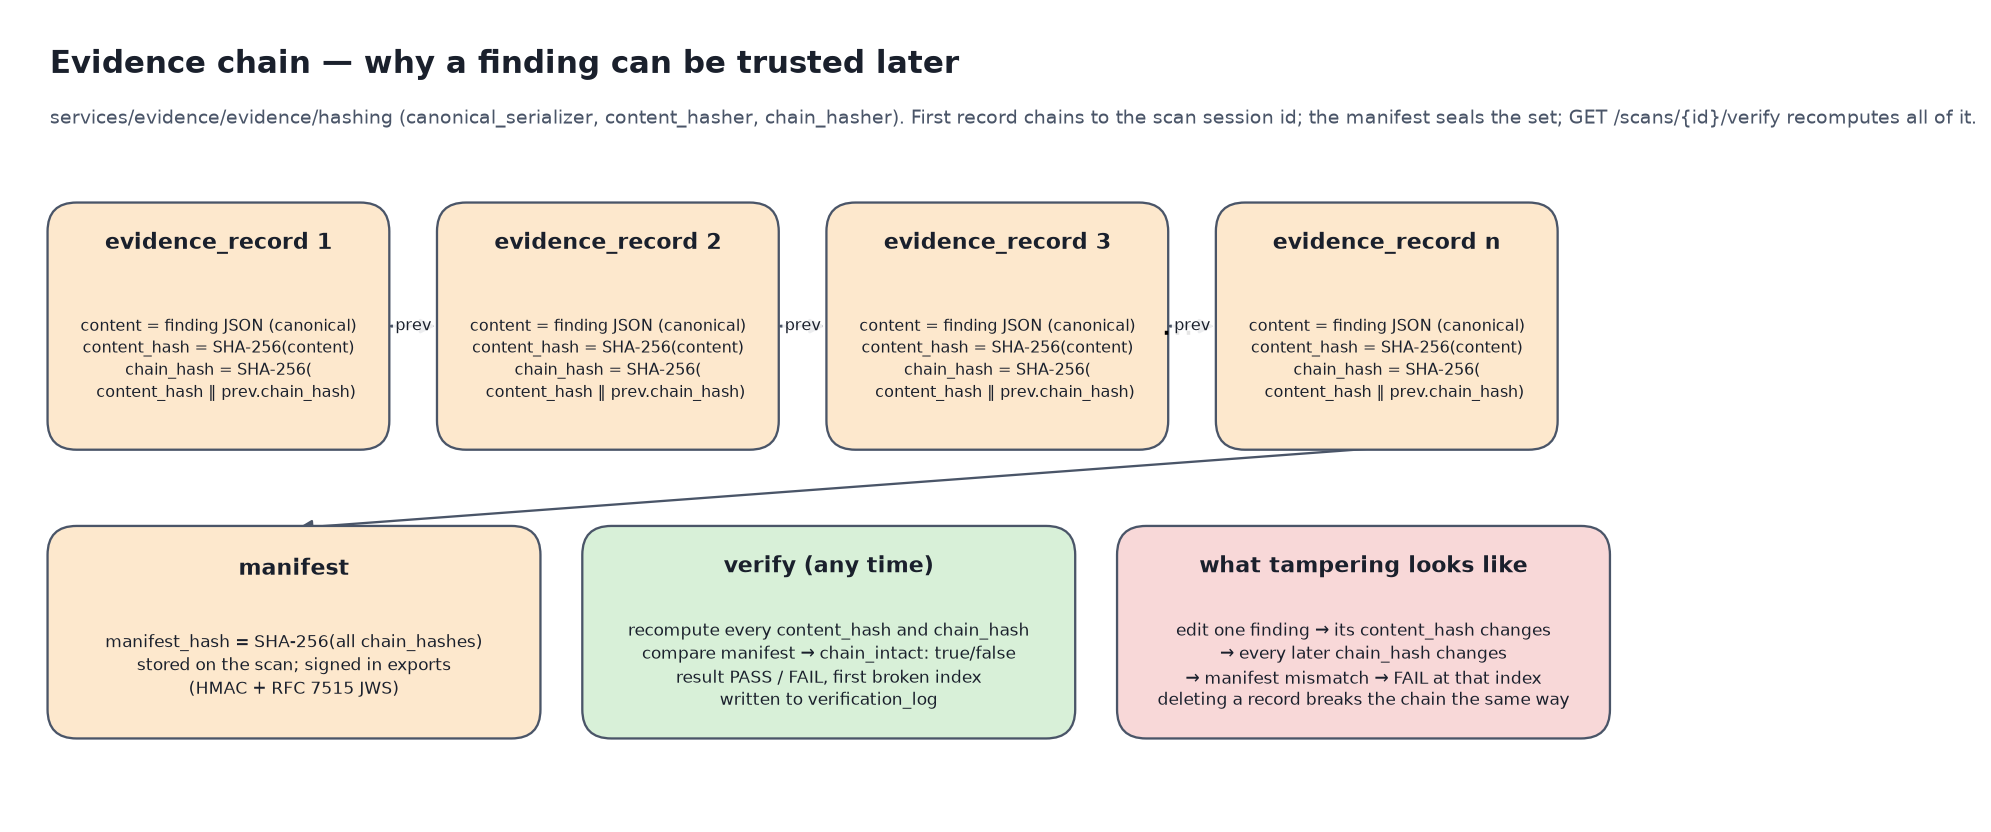 Evidence chain — why a finding can be trusted later
services/evidence/evidence/hashing (canonical_serializer, content_hasher, chain_hasher). First record chains to the scan session id; the manifest seals the set; GET /scans/{id}/verify recomputes all of it.
evidence_record 1
content = finding JSON (canonical)
content_hash = SHA-256(content)
chain_hash = SHA-256(
content_hash ‖ prev.chain_hash)
prev
evidence_record 2
content = finding JSON (canonical)
content_hash = SHA-256(content)
chain_hash = SHA-256(
content_hash ‖ prev.chain_hash)
prev
evidence_record 3
content = finding JSON (canonical)
content_hash = SHA-256(content)
chain_hash = SHA-256(
content_hash ‖ prev.chain_hash)
prev
evidence_record n
content = finding JSON (canonical)
content_hash = SHA-256(content)
chain_hash = SHA-256(
content_hash ‖ prev.chain_hash)
manifest
manifest_hash = SHA-256(all chain_hashes)
stored on the scan; signed in exports
(HMAC + RFC 7515 JWS)
verify (any time)
recompute every content_hash and chain_hash
compare manifest → chain_intact: true/false
result PASS / FAIL, first broken index
written to verification_log
what tampering looks like
edit one finding → its content_hash changes
→ every later chain_hash changes
→ manifest mismatch → FAIL at that index
deleting a record breaks the chain the same way